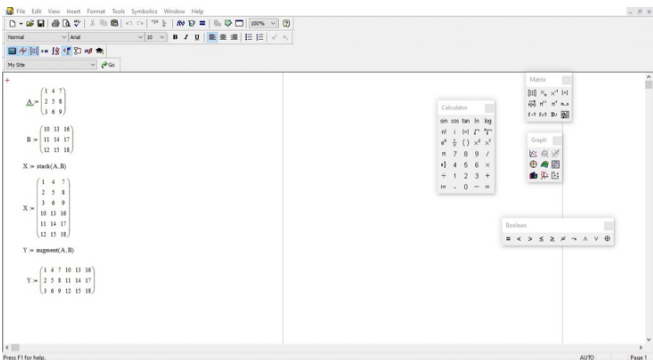 File Edit View Insert Format Tools Symbolics Window Help
100%
Normal Arial 10 B I U
My Site Go
A := (1 4 7
2 5 8
3 6 9)
B := (10 13 16
11 14 17
12 15 18)
X := stack(A,B)
X = (1 4 7
2 5 8
3 6 9
10 13 16
11 14 17
12 15 18)
Y := augment(A,B)
Y = (1 4 7 10 13 16
2 5 8 11 14 17
3 6 9 12 15 18)
Calculator
sin cos tan ln log
n! i |×|
e^x ( ) x² x^y
π 7 8 9 /
4 5 6 ×
÷ 1 2 3 +
:= . 0 − =
Matrix
Graph
Boolean
= < > ≤ ≥ ≠ ¬ ∧ ∨ ⊕
Press F1 for help.
AUTO Page 1